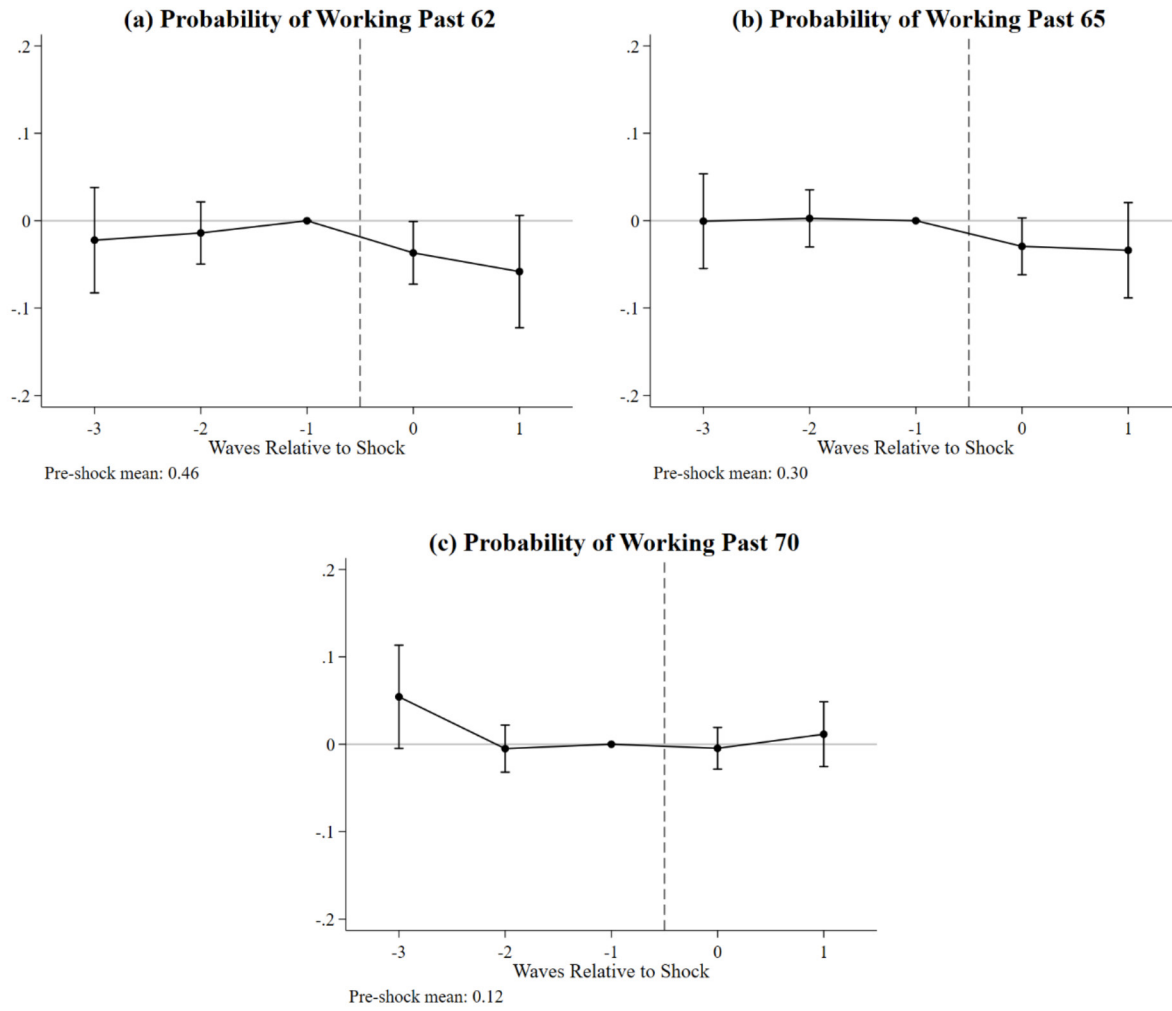 (a) Probability of Working Past 62
.2
.1
0
-.1
-.2
-3 -2 -1 0 1
Waves Relative to Shock
Pre-shock mean: 0.46
(b) Probability of Working Past 65
.2
.1
0
-.1
-.2
-3 -2 -1 0 1
Waves Relative to Shock
Pre-shock mean: 0.30
(c) Probability of Working Past 70
.2
.1
0
-.1
-.2
-3 -2 -1 0 1
Waves Relative to Shock
Pre-shock mean: 0.12